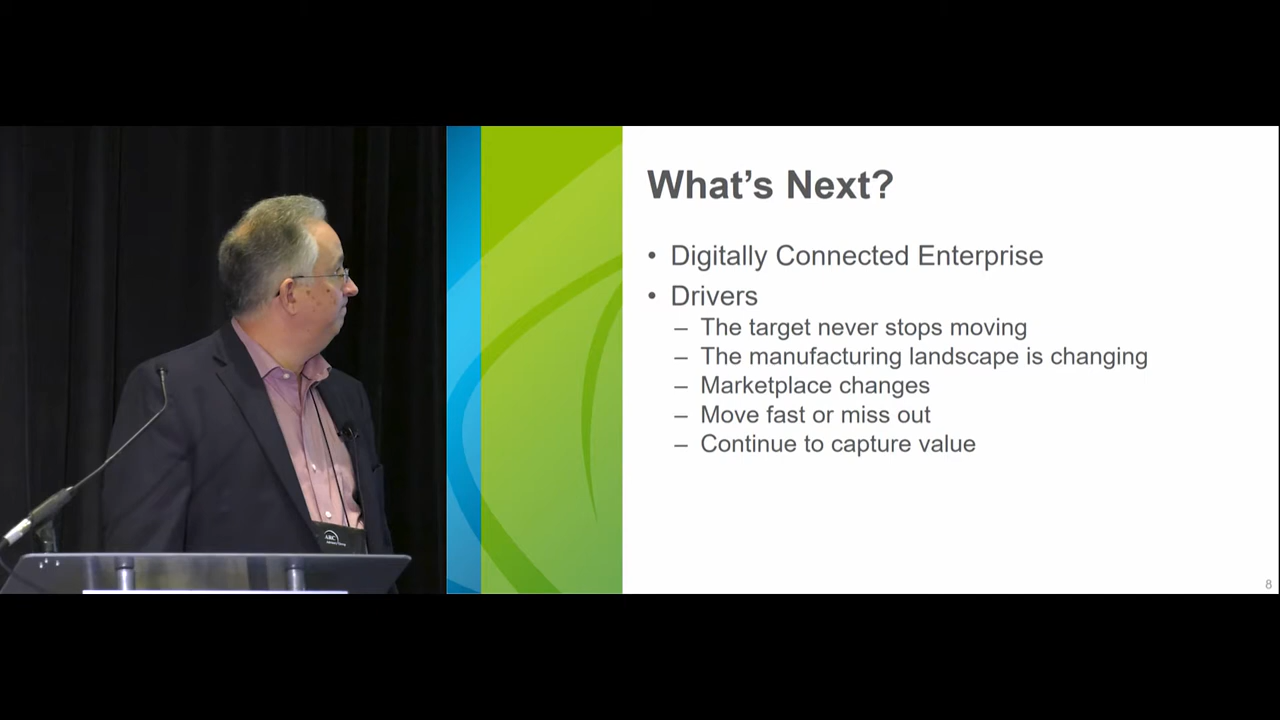 What's Next?
• Digitally Connected Enterprise
• Drivers
– The target never stops moving
– The manufacturing landscape is changing
– Marketplace changes
– Move fast or miss out
– Continue to capture value
8
ARC